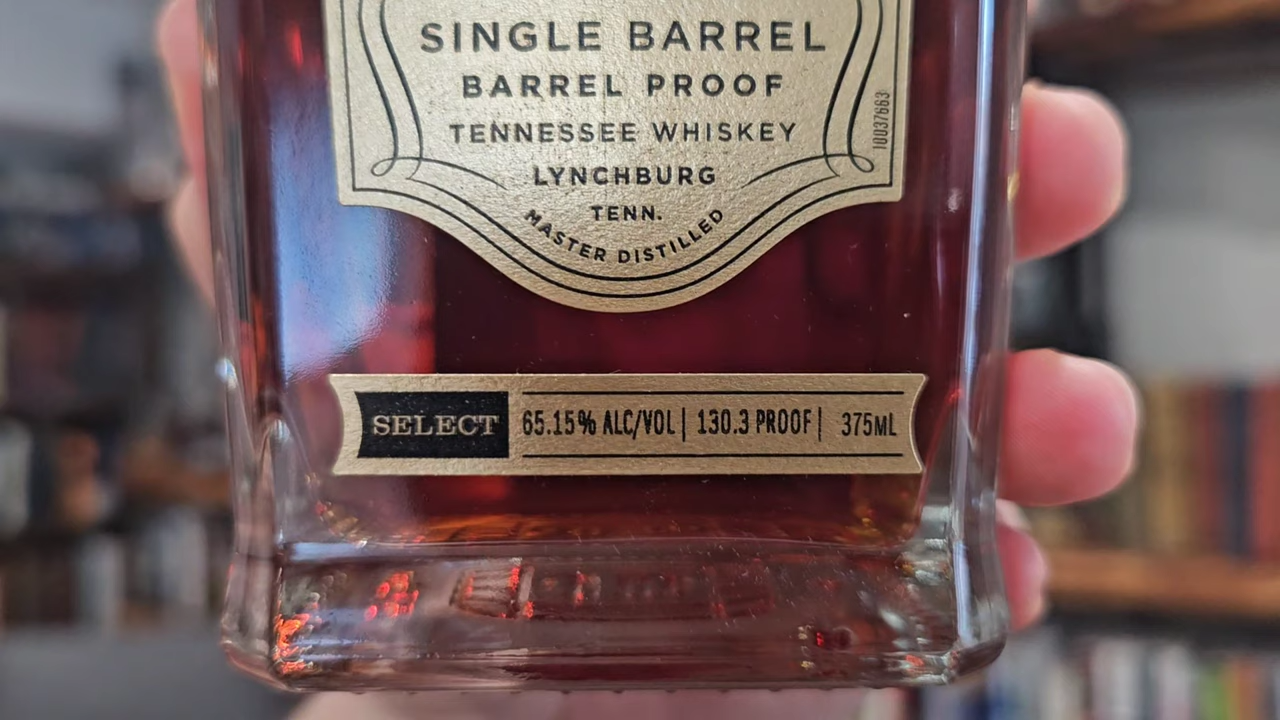 SINGLE BARREL
BARREL PROOF
TENNESSEE WHISKEY
LYNCHBURG
TENN.
MASTER DISTILLED
10037663
SELECT 65.15% ALC/VOL | 130.3 PROOF | 375ML